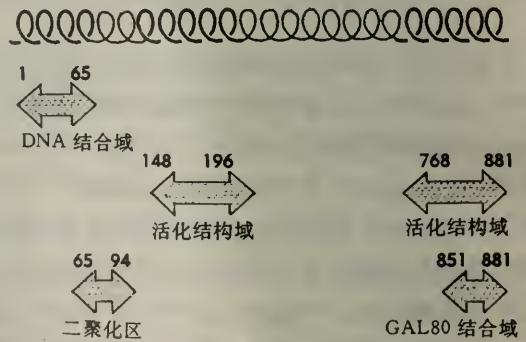 1 65
DNA 结合域
148 196 768 881
活化结构域 活化结构域
65 94 851 881
二聚化区 GAL80 结合域